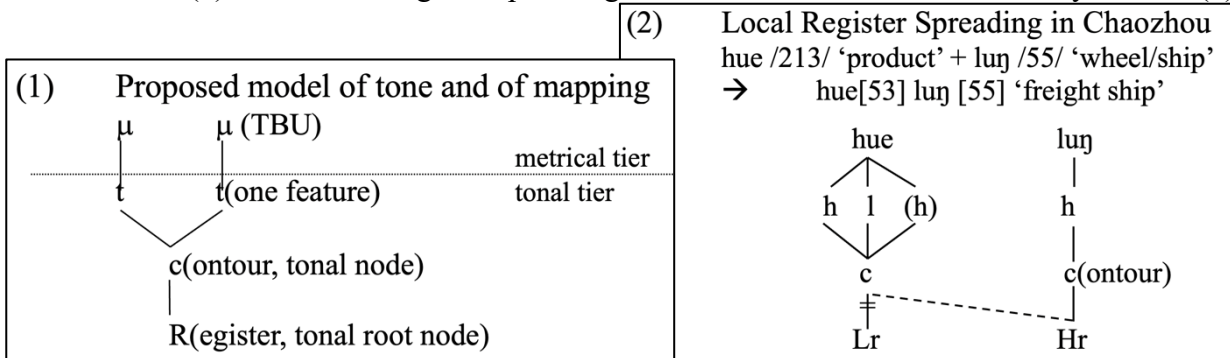 (1) Proposed model of tone and of mapping
μ μ (TBU)
metrical tier
t t(one feature) tonal tier
c(ontour, tonal node)
R(egister, tonal root node)
(2) Local Register Spreading in Chaozhou
hue /213/ ‘product’ + luŋ /55/ ‘wheel/ship’
→ hue[53] luŋ [55] ‘freight ship’
hue luŋ
h l (h) h
c c(ontour)
Lr Hr